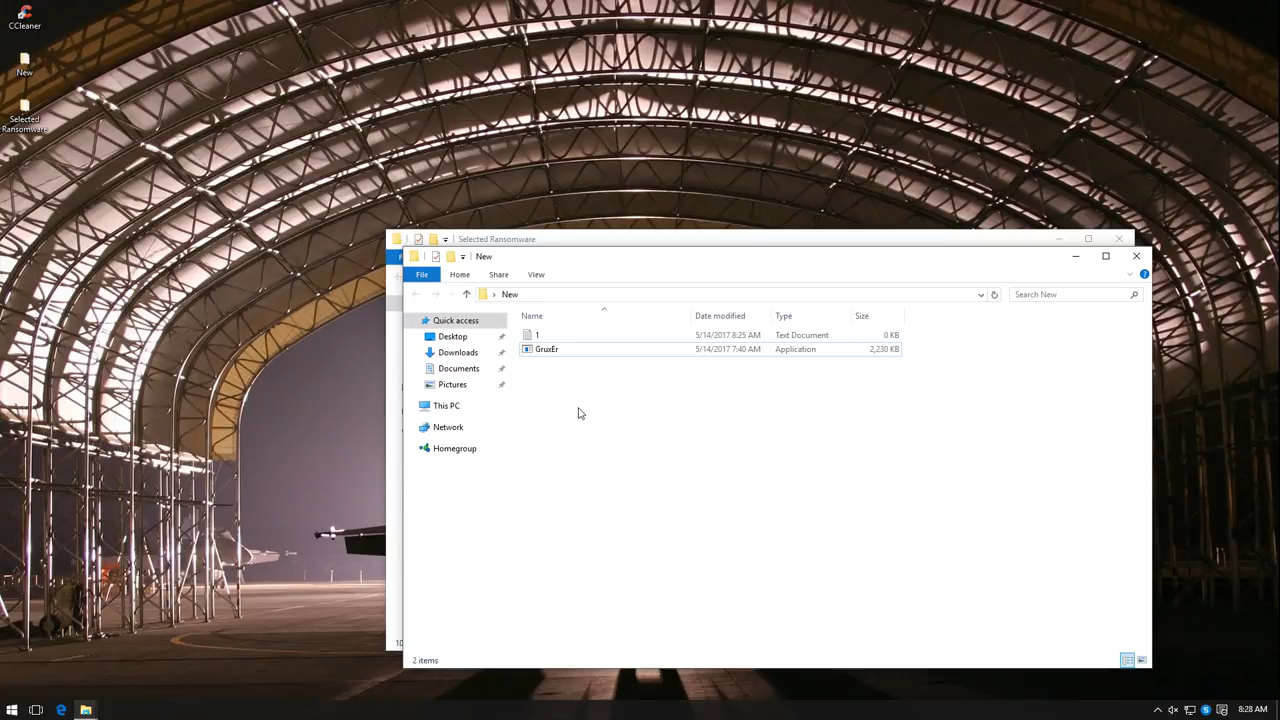 CCleaner
New
Selected
Ransomware
Selected Ransomware
New
File Home Share View
New
Search New
Name Date modified Type Size
Quick access
Desktop
Downloads
Documents
Pictures
This PC
Network
Homegroup
1 5/14/2017 8:25 AM Text Document 0 KB
GruxEr 5/14/2017 7:40 AM Application 2,230 KB
10
2 items
8:28 AM